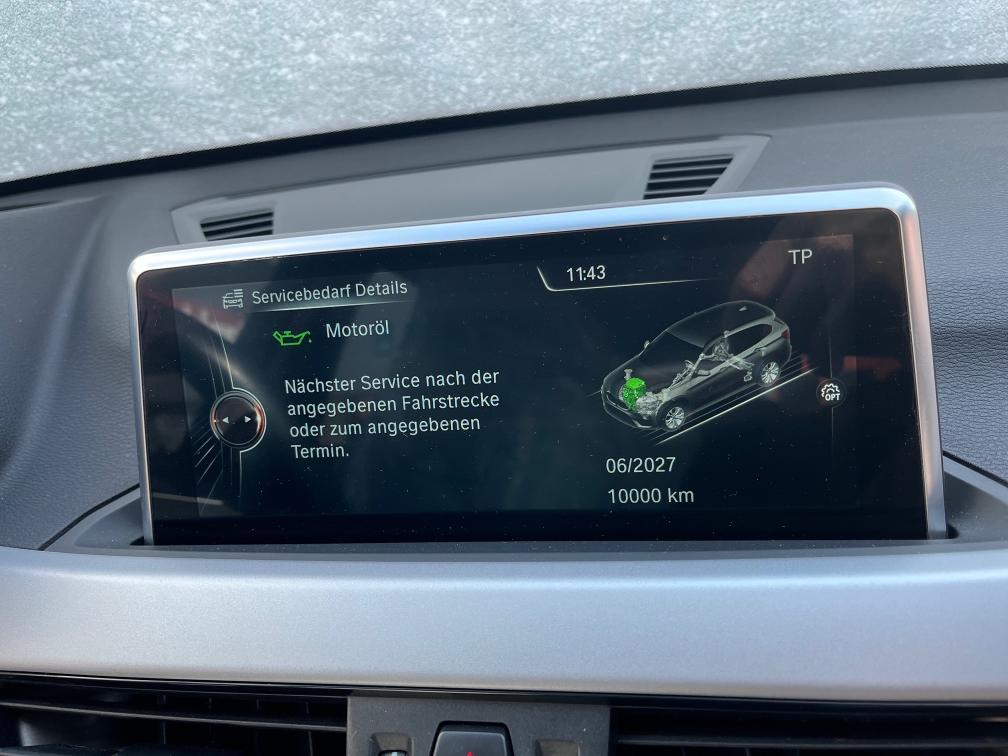 Servicebedarf Details
11:43
TP
Motoröl
Nächster Service nach der
angegebenen Fahrstrecke
oder zum angegebenen
Termin.
OPT
06/2027
10000 km